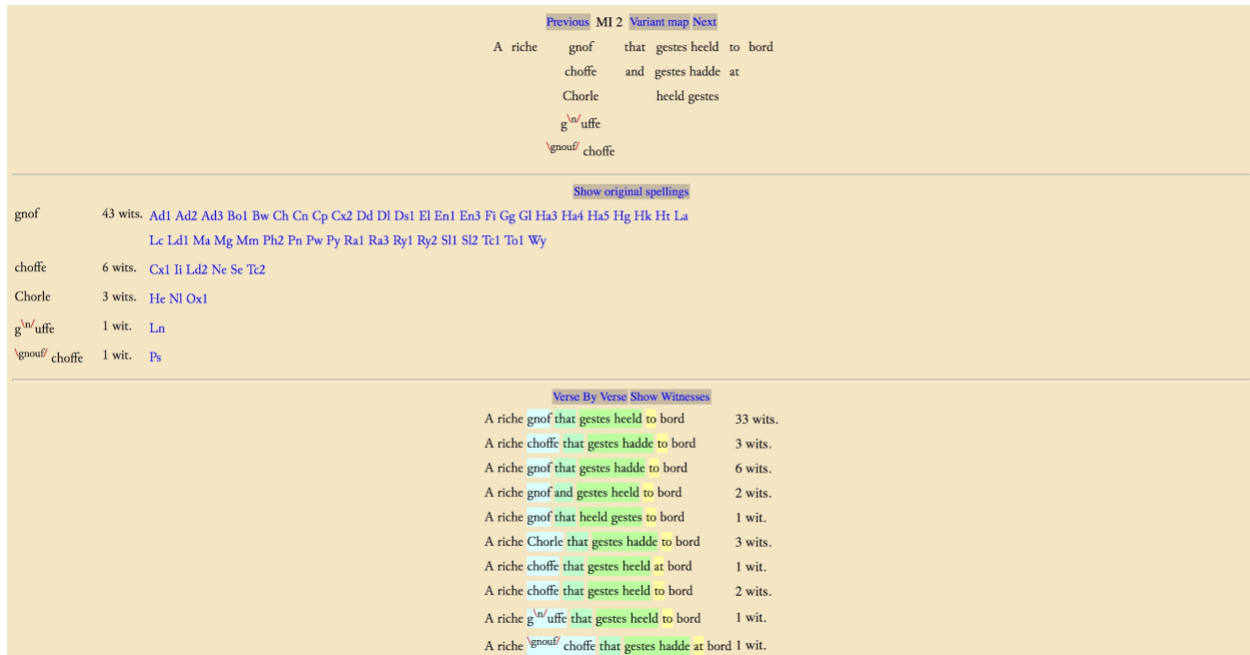 Previous MI 2 Variant map Next
A riche gnof that gestes heeld to bord
choffe and gestes hadde at
Chorle heeld gestes
g\n/uffe
\gnouf/ choffe
Show original spellings
gnof 43 wits. Ad1 Ad2 Ad3 Bo1 Bw Ch Cn Cp Cx2 Dd Dl Ds1 El En1 En3 Fi Gg Gl Ha3 Ha4 Ha5 Hg Hk Ht La
Lc Ld1 Ma Mg Mm Ph2 Pn Pw Py Ra1 Ra3 Ry1 Ry2 Sl1 Sl2 Tc1 To1 Wy
choffe 6 wits. Cx1 Ii Ld2 Ne Se Tc2
Chorle 3 wits. He Nl Ox1
g\n/uffe 1 wit. Ln
\gnouf/ choffe 1 wit. Ps
Verse By Verse Show Witnesses
A riche gnof that gestes heeld to bord 33 wits.
A riche choffe that gestes hadde to bord 3 wits.
A riche gnof that gestes hadde to bord 6 wits.
A riche gnof and gestes heeld to bord 2 wits.
A riche gnof that heeld gestes to bord 1 wit.
A riche Chorle that gestes hadde to bord 3 wits.
A riche choffe that gestes heeld at bord 1 wit.
A riche choffe that gestes heeld to bord 2 wits.
A riche g\n/uffe that gestes heeld to bord 1 wit.
A riche \gnouf/ choffe that gestes hadde at bord 1 wit.